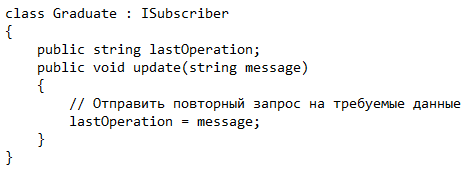 class Graduate : ISubscriber
{
    public string lastOperation;
    public void update(string message)
    {
        // Отправить повторный запрос на требуемые данные
        lastOperation = message;
    }
}